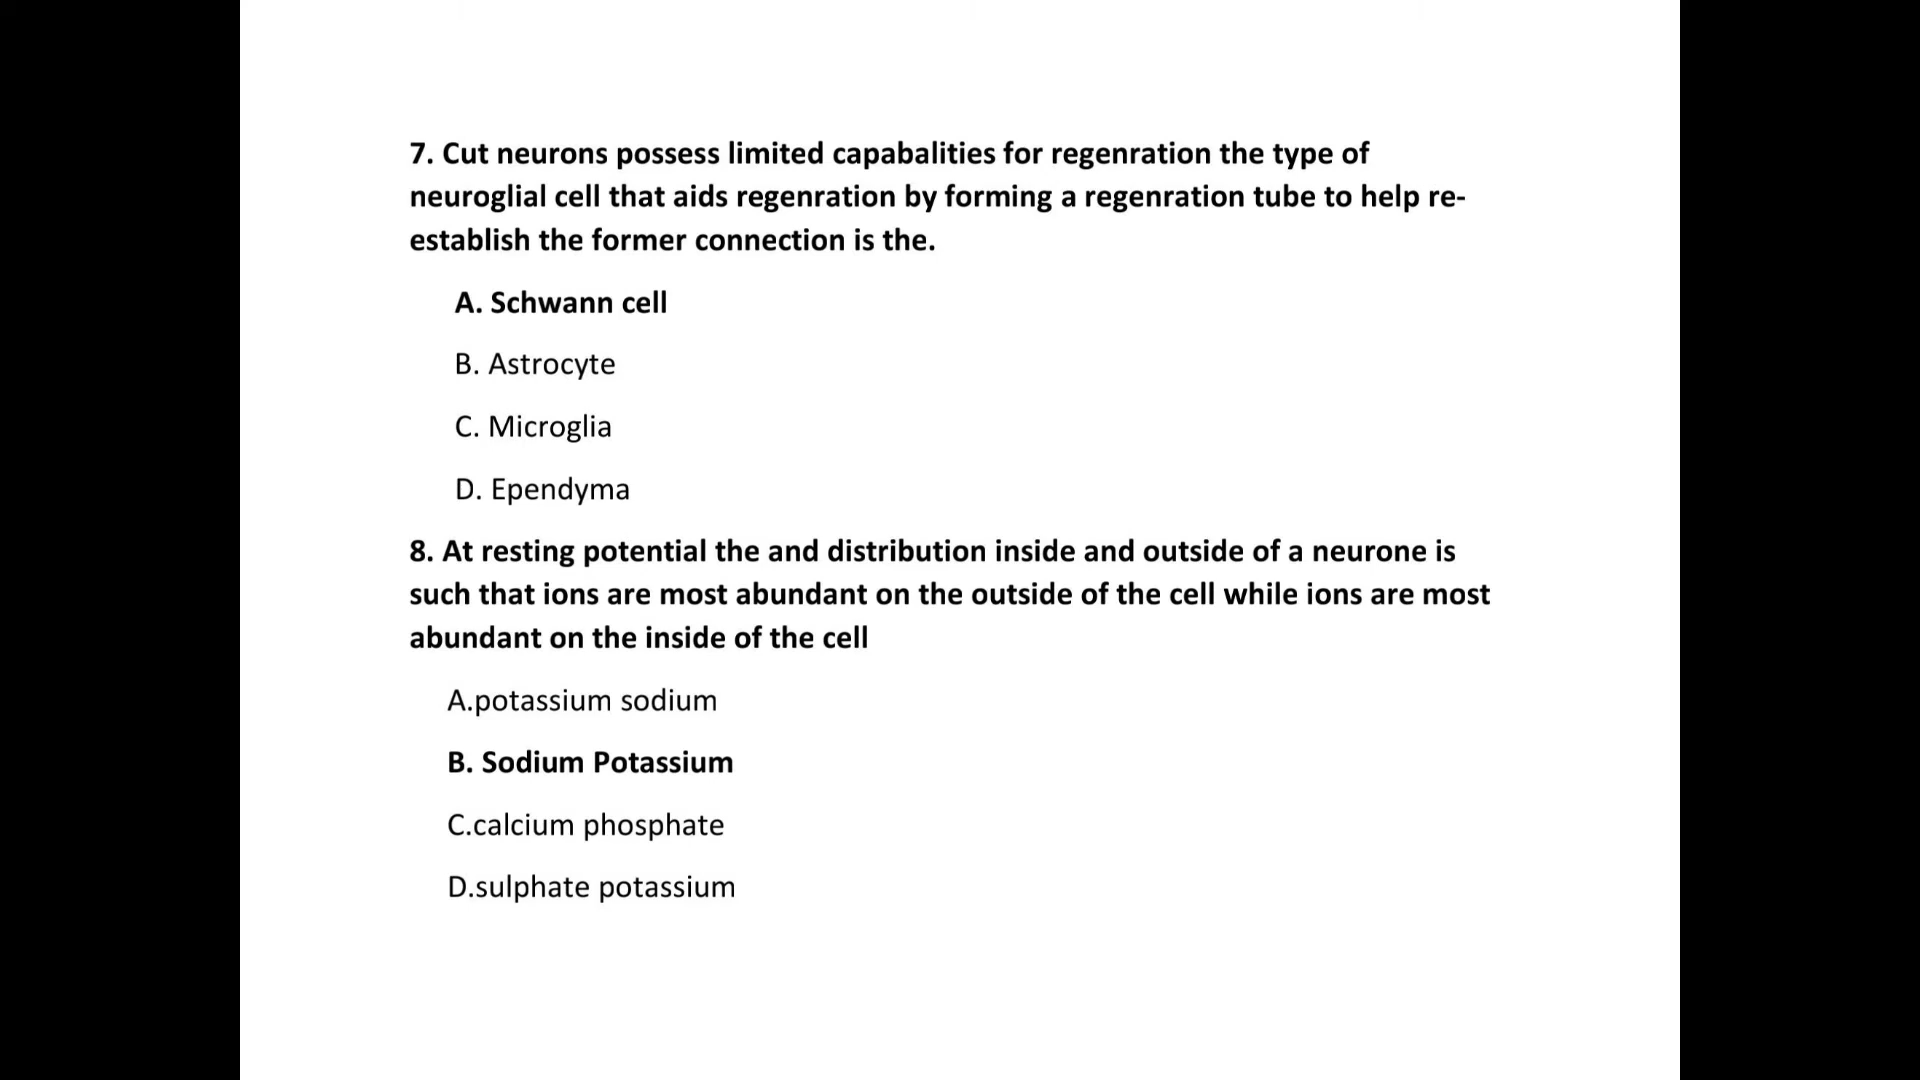 7. Cut neurons possess limited capabalities for regenration the type of
neuroglial cell that aids regenration by forming a regenration tube to help re-
establish the former connection is the.
A. Schwann cell
B. Astrocyte
C. Microglia
D. Ependyma
8. At resting potential the and distribution inside and outside of a neurone is
such that ions are most abundant on the outside of the cell while ions are most
abundant on the inside of the cell
A.potassium sodium
B. Sodium Potassium
C.calcium phosphate
D.sulphate potassium